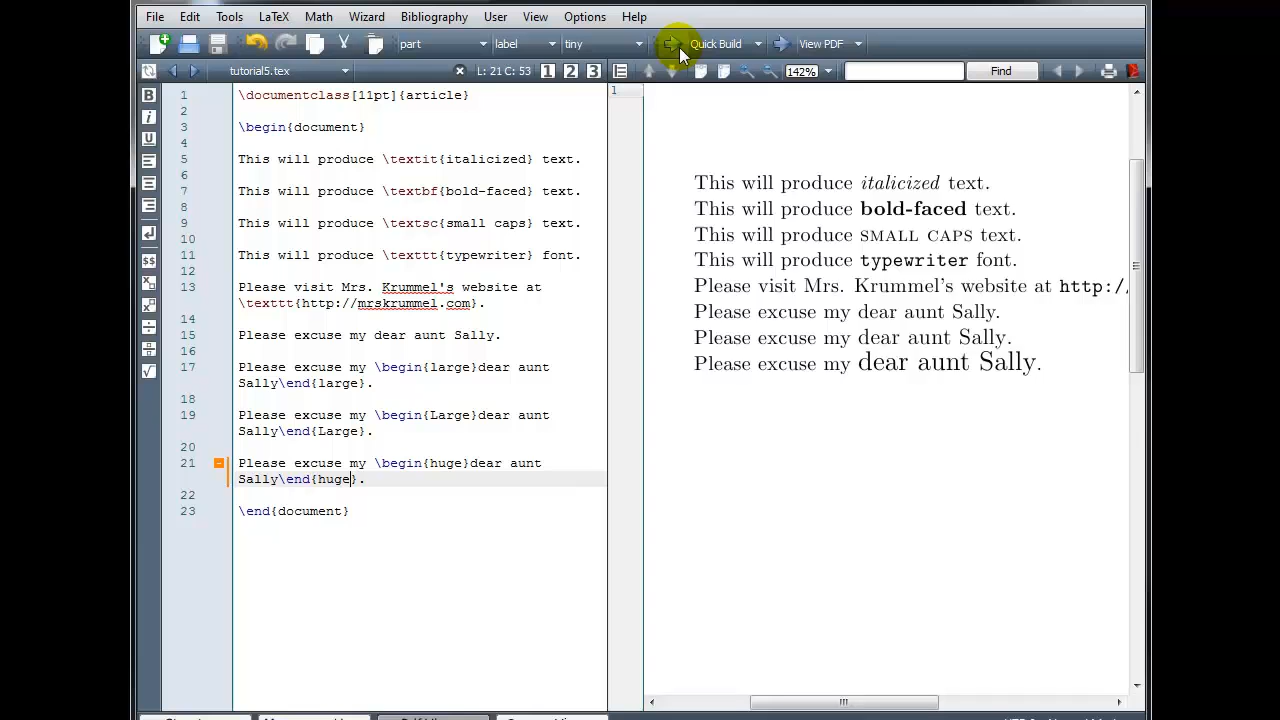 File Edit Tools LaTeX Math Wizard Bibliography User View Options Help
part label tiny Quick Build View PDF
tutorial5.tex L: 21 C: 53 1 2 3 142% Find
1 \documentclass[11pt]{article}
2
3 \begin{document}
4
5 This will produce \textit{italicized} text.
6
7 This will produce \textbf{bold-faced} text.
8
9 This will produce \textsc{small caps} text.
10
11 This will produce \texttt{typewriter} font.
12
13 Please visit Mrs. Krummel's website at
\texttt{http://mrskrummel.com}.
14
15 Please excuse my dear aunt Sally.
16
17 Please excuse my \begin{large}dear aunt
Sally\end{large}.
18
19 Please excuse my \begin{Large}dear aunt
Sally\end{Large}.
20
21 Please excuse my \begin{huge}dear aunt
Sally\end{huge}.
22
23 \end{document}
1
This will produce italicized text.
This will produce bold-faced text.
This will produce SMALL CAPS text.
This will produce typewriter font.
Please visit Mrs. Krummel's website at http:/
Please excuse my dear aunt Sally.
Please excuse my dear aunt Sally.
Please excuse my dear aunt Sally.